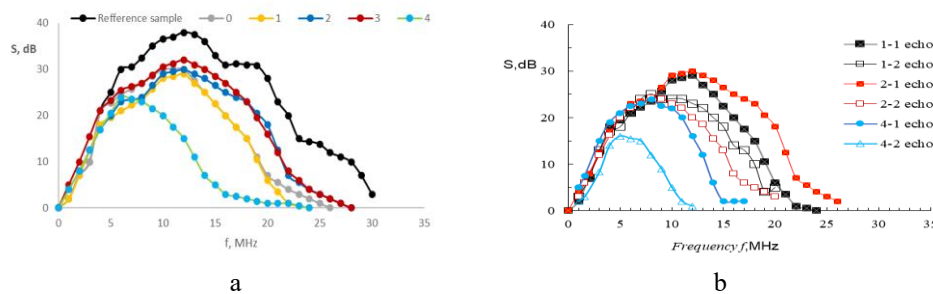 Refference sample 0 1 2 3 4
S, dB
40
30
20
10
0
0 5 10 15 20 25 30 35
f, MHz
a
b
S,dB
40
30
20
10
0
0 5 10 15 20 25 30 35
Frequency f,MHz
1-1 echo
1-2 echo
2-1 echo
2-2 echo
4-1 echo
4-2 echo
b